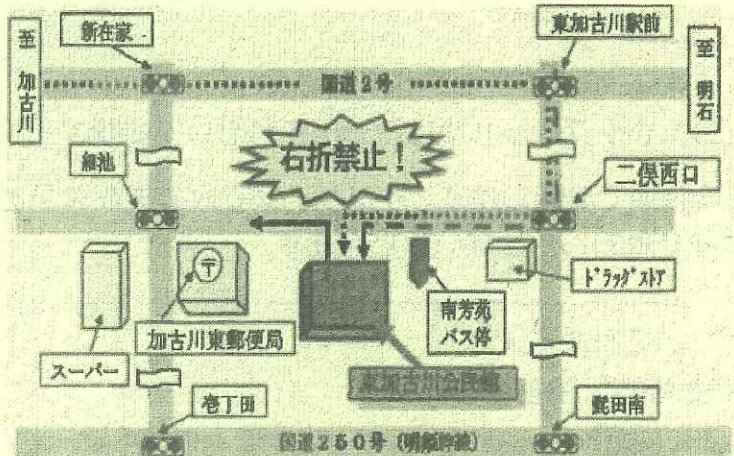 新在家
東加古川駅前
至 加古川
国道2号
至 明石
右折禁止!
細池
二俣西口
〒
ドラッグストア
南芳苑
バス停
加古川東郵便局
スーパー
東加古川公民館
壱丁田
国道250号(明姫幹線)